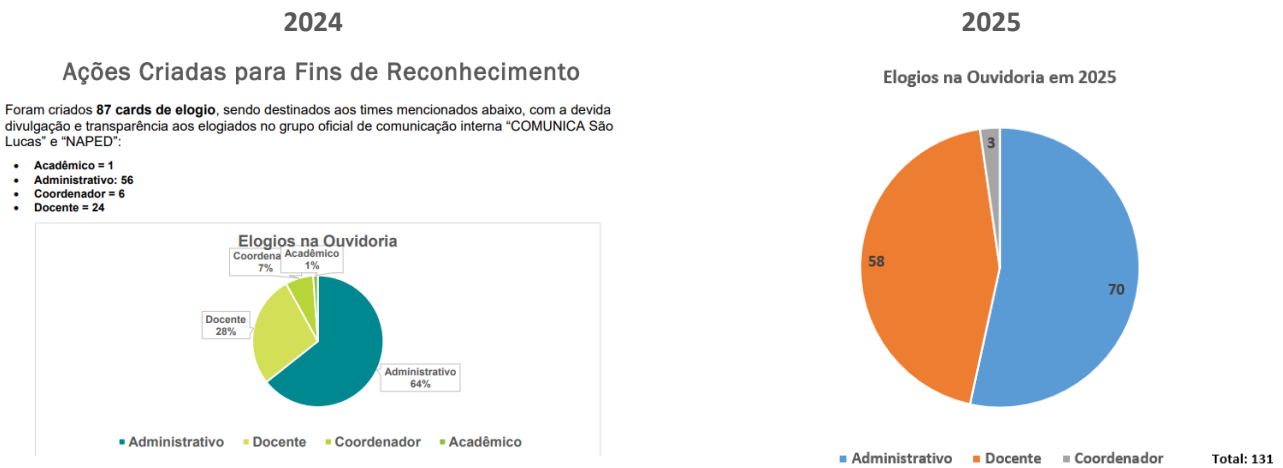 2024
Ações Criadas para Fins de Reconhecimento
Foram criados 87 cards de elogio, sendo destinados aos times mencionados abaixo, com a devida
divulgação e transparência aos elogiados no grupo oficial de comunicação interna “COMUNICA São
Lucas” e “NAPED”:
• Acadêmico = 1
• Administrativo: 56
• Coordenador = 6
• Docente = 24
Elogios na Ouvidoria
Coordena
7%
Acadêmico
1%
Docente
28%
Administrativo
64%
Administrativo Docente Coordenador Acadêmico
2025
Elogios na Ouvidoria em 2025
3
58
70
Administrativo Docente Coordenador
Total: 131